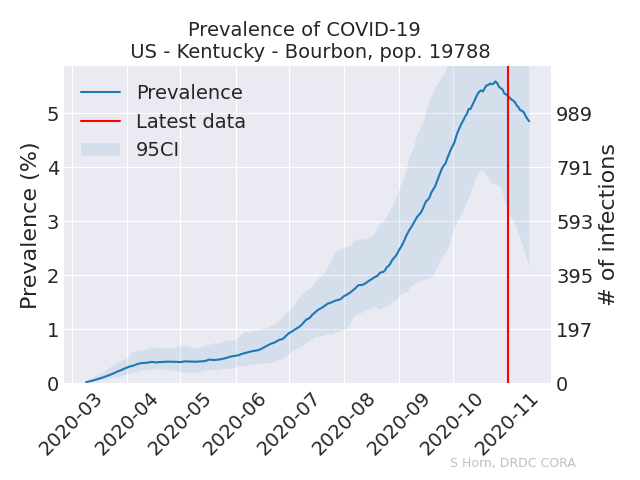 Prevalence of COVID-19
US - Kentucky - Bourbon, pop. 19788
Prevalence
Latest data
95CI
Prevalence (%)
5
4
3
2
1
0
# of infections
989
791
593
395
197
0
2020-03
2020-04
2020-05
2020-06
2020-07
2020-08
2020-09
2020-10
2020-11
S Horn, DRDC CORA